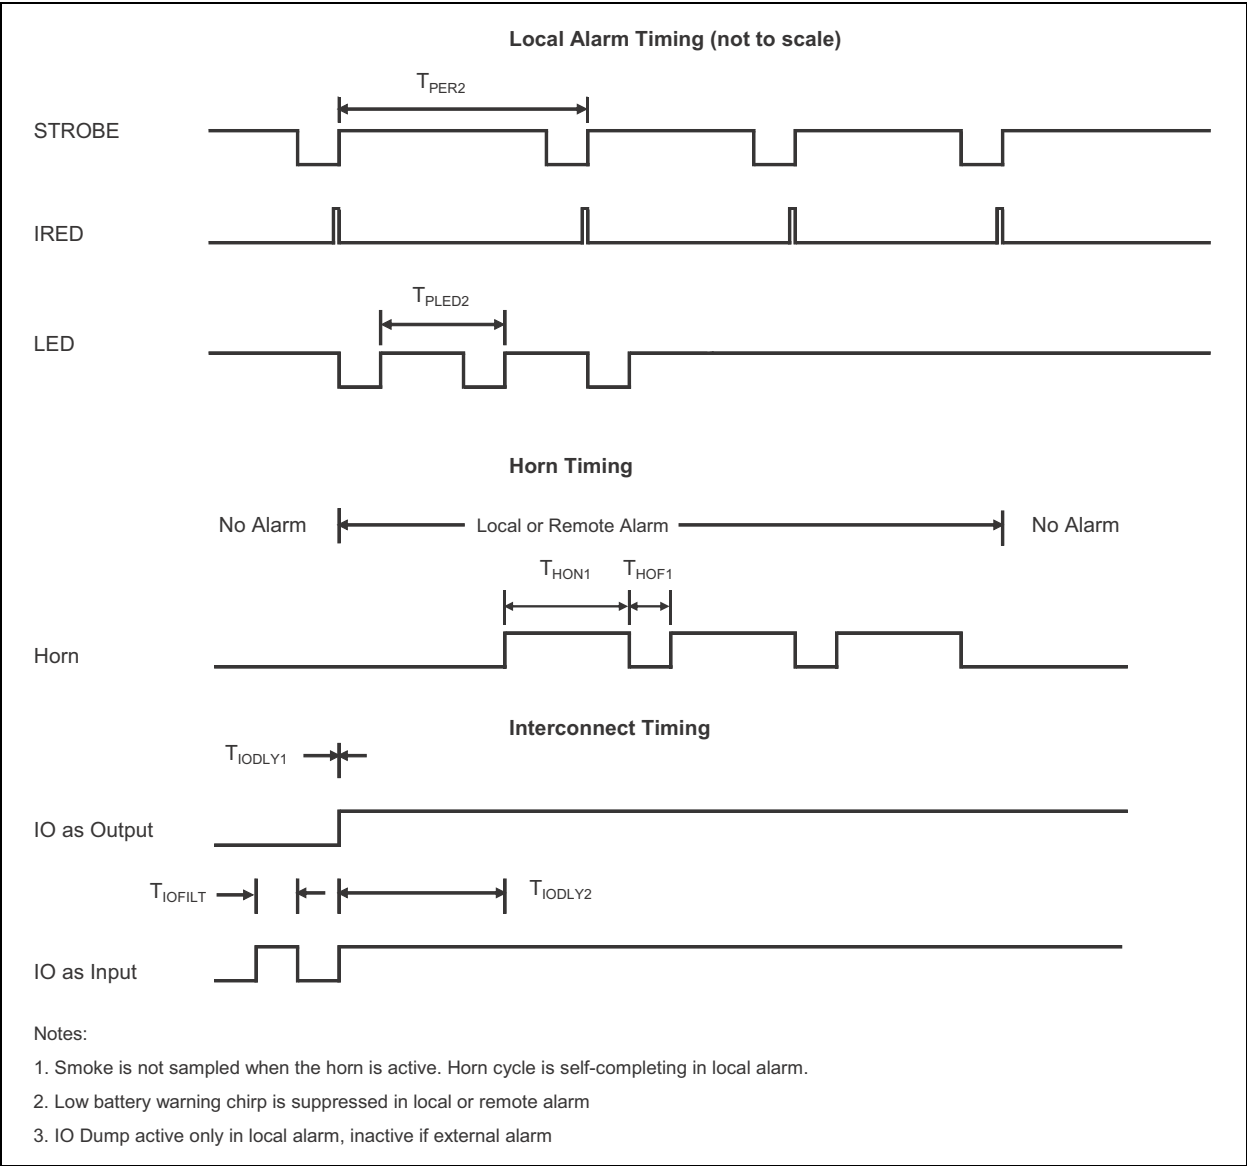 Local Alarm Timing (not to scale)
TPER2
STROBE
IRED
TPLED2
LED
Horn Timing
No Alarm Local or Remote Alarm No Alarm
THON1 THOF1
Horn
Interconnect Timing
TIODLY1
IO as Output
TIOFILT TIODLY2
IO as Input
Notes:
1. Smoke is not sampled when the horn is active. Horn cycle is self-completing in local alarm.
2. Low battery warning chirp is suppressed in local or remote alarm
3. IO Dump active only in local alarm, inactive if external alarm